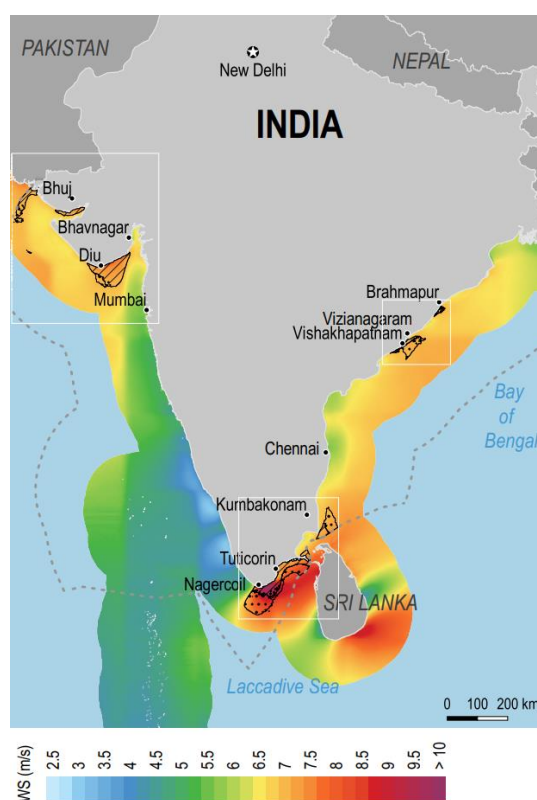 PAKISTAN
NEPAL
New Delhi
INDIA
Bhuj
Bhavnagar
Diu
Mumbai
Brahmapur
Vizianagaram
Vishakhapatnam
Bay
of
Bengal
Chennai
Kumbakonam
Tuticorin
Nagercoil
SRI LANKA
Laccadive Sea
0 100 200 km
WS (m/s)
2.5 3 3.5 4 4.5 5 5.5 6 6.5 7 7.5 8 8.5 9 9.5 > 10